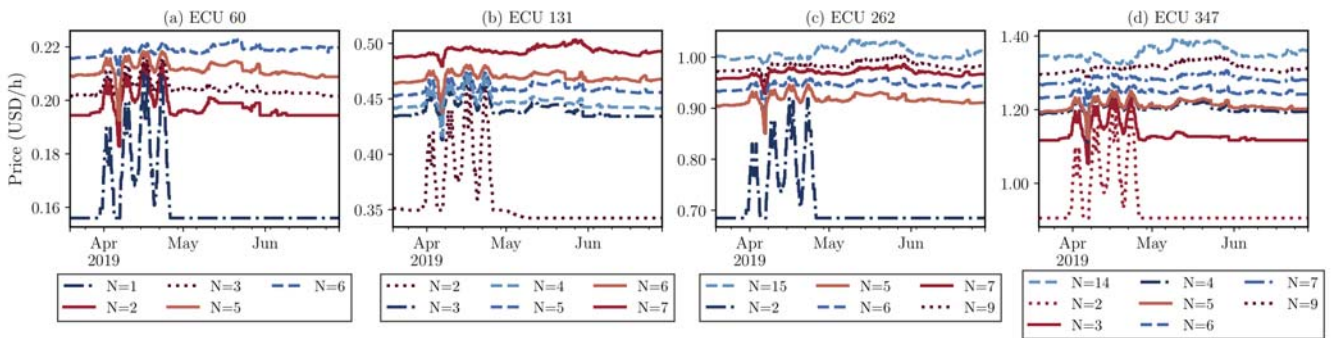 (a) ECU 60
(b) ECU 131
(c) ECU 262
(d) ECU 347
Price (USD/h)
0.22
0.20
0.18
0.16
Apr
2019
May
Jun
0.50
0.45
0.40
0.35
Apr
2019
May
Jun
1.00
0.90
0.80
0.70
Apr
2019
May
Jun
1.40
1.20
1.00
Apr
2019
May
Jun
N=1 N=3 N=6
N=2 N=5
N=2 N=4 N=6
N=3 N=5 N=7
N=15 N=5 N=7
N=2 N=6 N=9
N=14 N=4 N=7
N=2 N=5 N=9
N=3 N=6